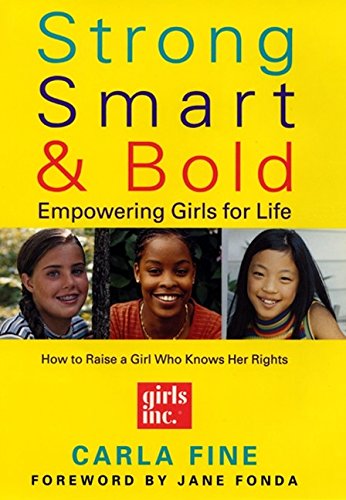 Strong
Smart
& Bold
Empowering Girls for Life
How to Raise a Girl Who Knows Her Rights
girls
inc.®
CARLA FINE
FOREWORD BY JANE FONDA